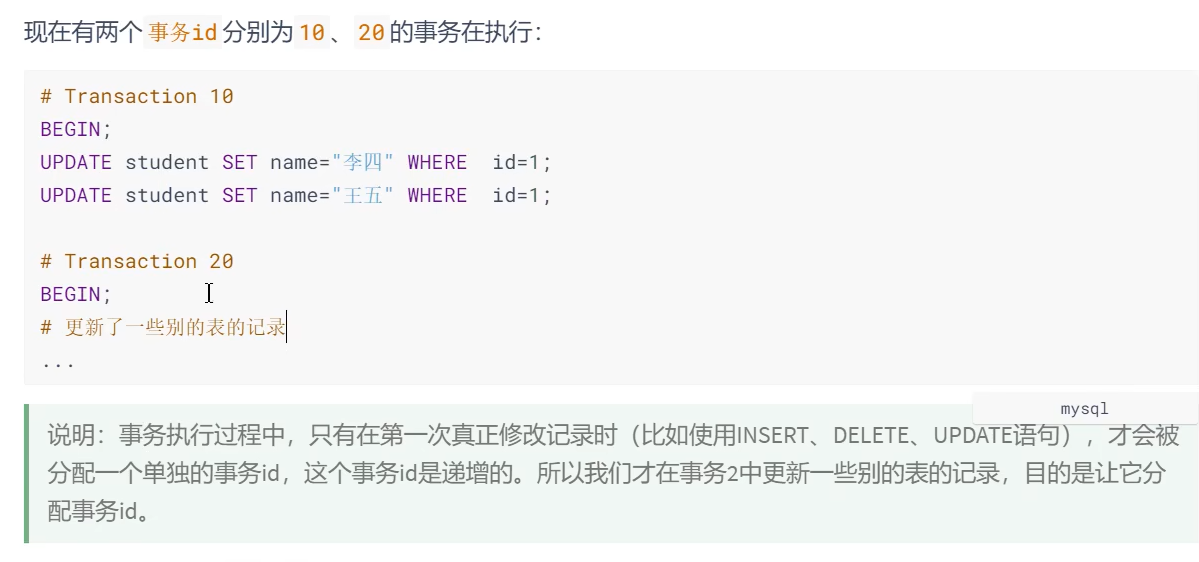 现在有两个 事务id 分别为 10 、 20 的事务在执行：
# Transaction 10
BEGIN;
UPDATE student SET name="李四" WHERE  id=1;
UPDATE student SET name="王五" WHERE  id=1;
# Transaction 20
BEGIN;
# 更新了一些别的表的记录
...
mysql
说明：事务执行过程中，只有在第一次真正修改记录时（比如使用INSERT、DELETE、UPDATE语句），才会被
分配一个单独的事务id，这个事务id是递增的。所以我们才在事务2中更新一些别的表的记录，目的是让它分
配事务id。